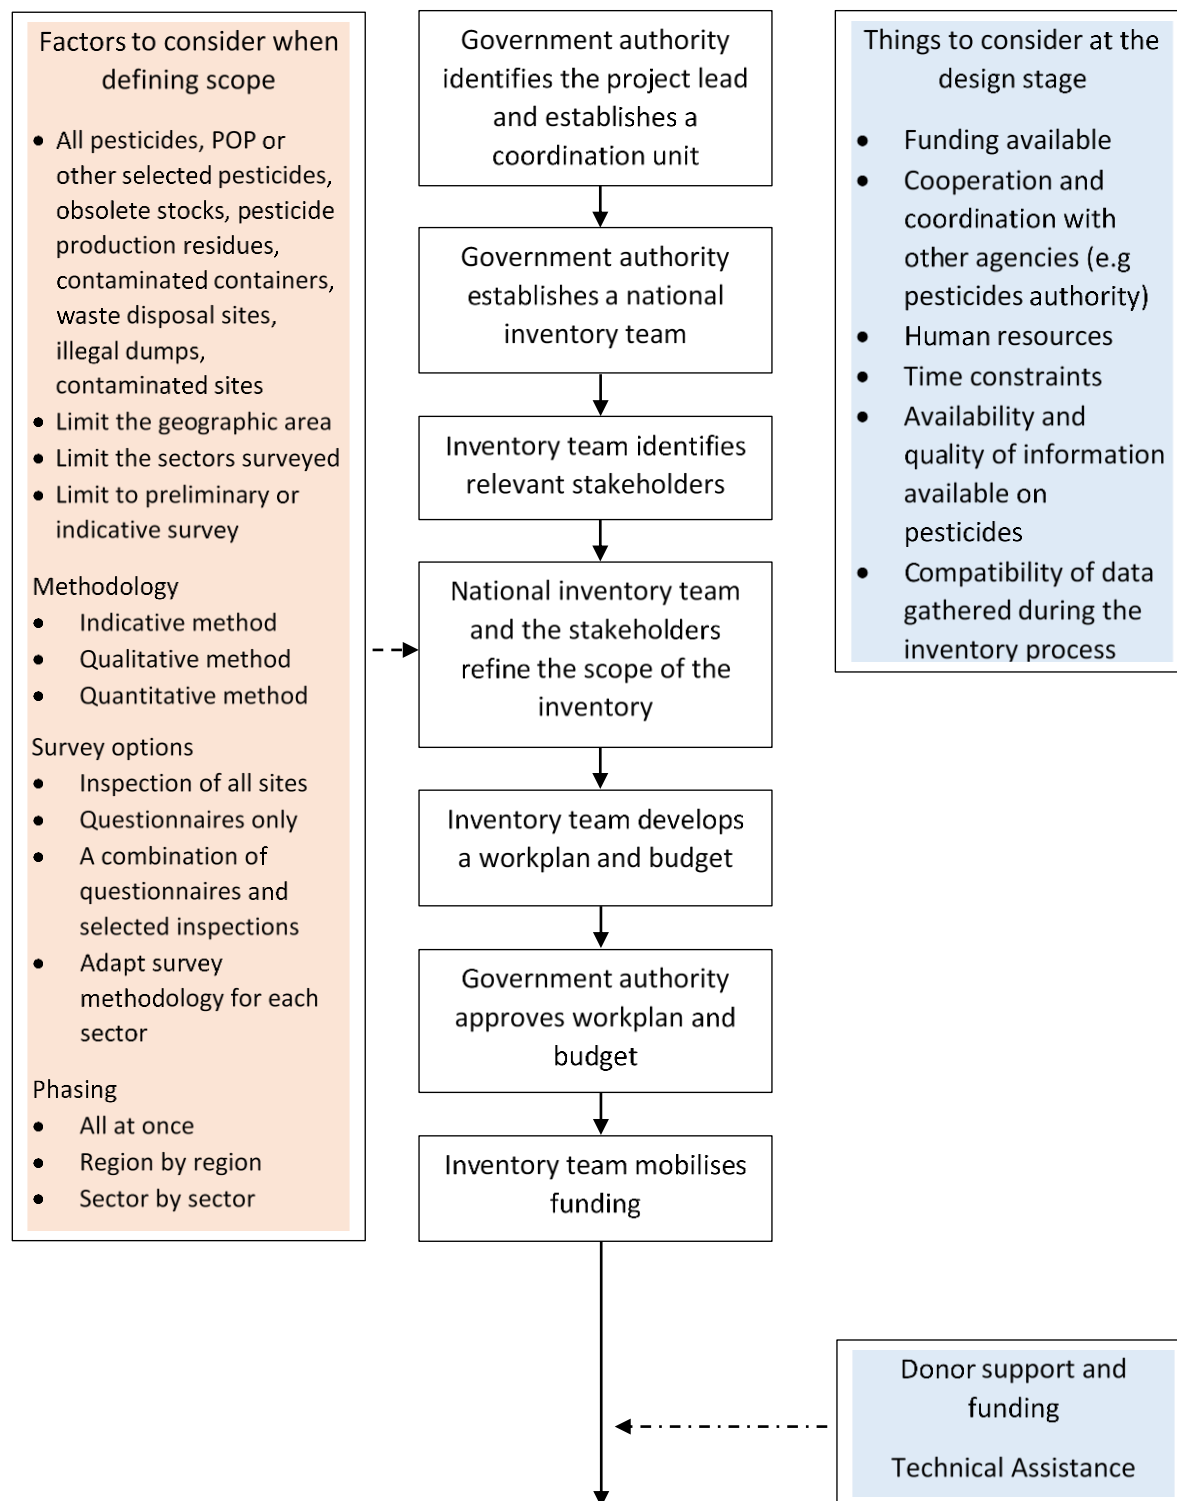 Factors to consider when
defining scope
• All pesticides, POP or
other selected pesticides,
obsolete stocks, pesticide
production residues,
contaminated containers,
waste disposal sites,
illegal dumps,
contaminated sites
• Limit the geographic area
• Limit the sectors surveyed
• Limit to preliminary or
indicative survey
Methodology
• Indicative method
• Qualitative method
• Quantitative method
Survey options
• Inspection of all sites
• Questionnaires only
• A combination of
questionnaires and
selected inspections
• Adapt survey
methodology for each
sector
Phasing
• All at once
• Region by region
• Sector by sector
Government authority
identifies the project lead
and establishes a
coordination unit
Government authority
establishes a national
inventory team
Inventory team identifies
relevant stakeholders
National inventory team
and the stakeholders
refine the scope of the
inventory
Inventory team develops
a workplan and budget
Government authority
approves workplan and
budget
Inventory team mobilises
funding
Things to consider at the
design stage
• Funding available
• Cooperation and
coordination with
other agencies (e.g
pesticides authority)
• Human resources
• Time constraints
• Availability and
quality of information
available on
pesticides
• Compatibility of data
gathered during the
inventory process
Donor support and
funding
Technical Assistance